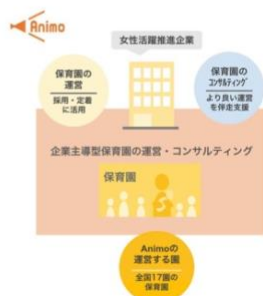 Animo
女性活躍推進企業
保育園の
運営
採用・定着
に活用
保育園の
コンサルティング
より良い運営
を伴走支援
企業主導型保育園の運営・コンサルティング
保育園
Animoの
運営する園
全国17園の
保育園